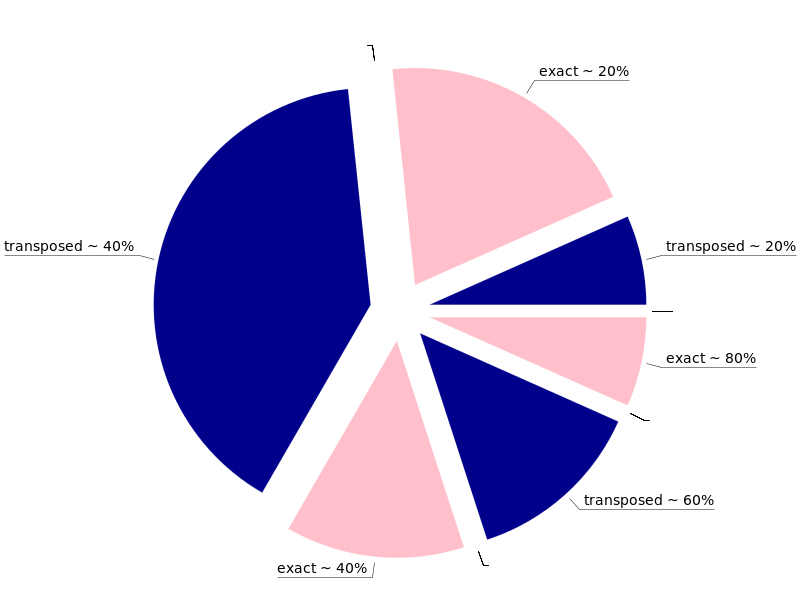 exact ~ 20%
transposed ~ 40%
transposed ~ 20%
exact ~ 80%
transposed ~ 60%
exact ~ 40%